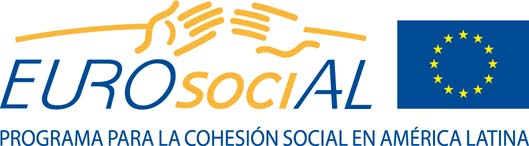 EUROsociAL
PROGRAMA PARA LA COHESIÓN SOCIAL EN AMÉRICA LATINA